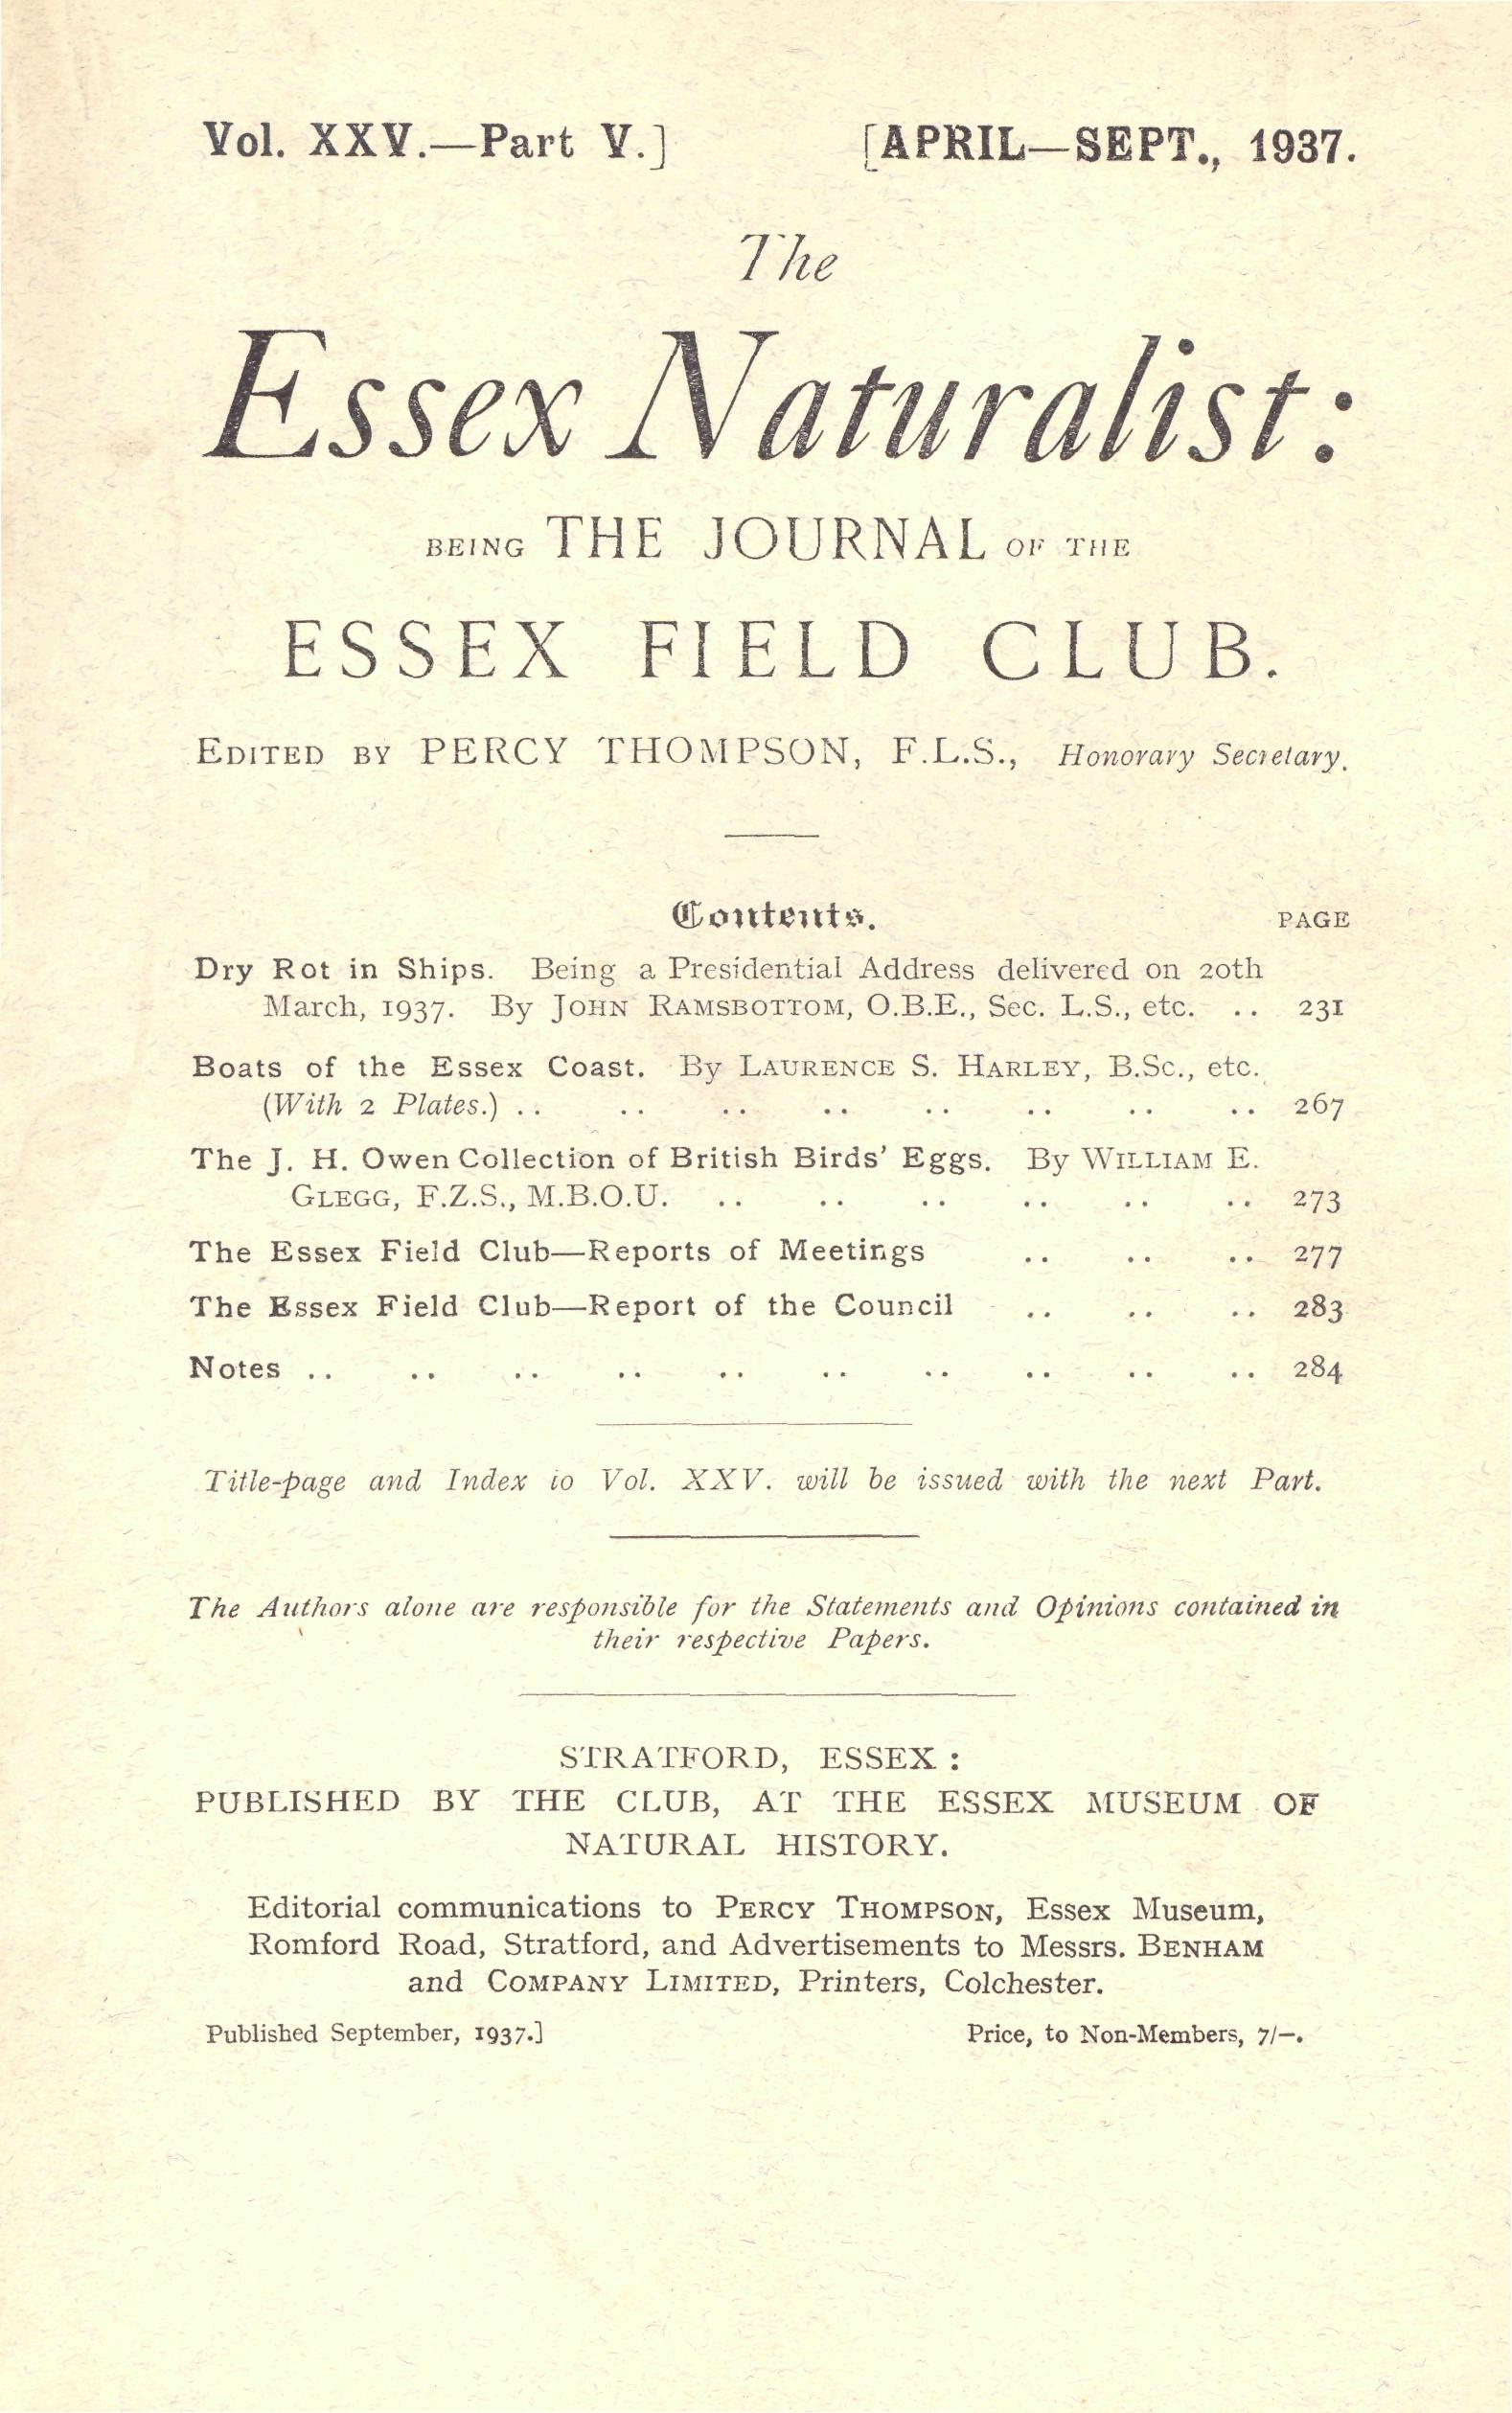 Vol. XXV.—Part V.] [APRIL—SEPT., 1937.
The
Essex Naturalist:
BEING THE JOURNAL OF THE
ESSEX FIELD CLUB.
EDITED BY PERCY THOMPSON, F.L.S., Honorary Secretary.
Contents.
PAGE
Dry Rot in Ships. Being a Presidential Address delivered on 20th
March, 1937. By JOHN RAMSBOTTOM, O.B.E., Sec. L.S., etc. .. 231
Boats of the Essex Coast. By LAURENCE S. HARLEY, B.Sc., etc.
(With 2 Plates.) .. .. .. .. .. .. .. .. 267
The J. H. Owen Collection of British Birds' Eggs. By WILLIAM E.
GLEGG, F.Z.S., M.B.O.U. .. .. .. .. .. .. 273
The Essex Field Club—Reports of Meetings .. .. .. 277
The Essex Field Club—Report of the Council .. .. .. 283
Notes .. .. .. .. .. .. .. .. .. .. 284
Title-page and Index to Vol. XXV. will be issued with the next Part.
The Authors alone are responsible for the Statements and Opinions contained in
their respective Papers.
STRATFORD, ESSEX :
PUBLISHED BY THE CLUB, AT THE ESSEX MUSEUM OF
NATURAL HISTORY.
Editorial communications to PERCY THOMPSON, Essex Museum,
Romford Road, Stratford, and Advertisements to Messrs. BENHAM
and COMPANY LIMITED, Printers, Colchester.
Published September, 1937.] Price, to Non-Members, 7/–.